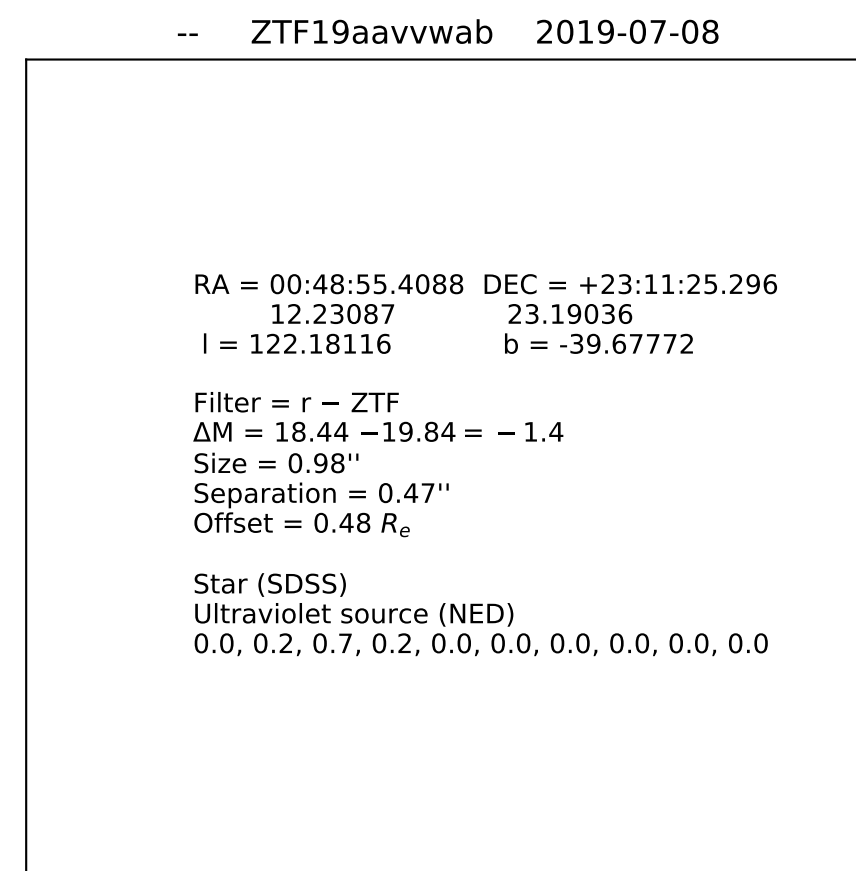 -- ZTF19aavvwab 2019-07-08
RA = 00:48:55.4088 DEC = +23:11:25.296
12.23087 23.19036
l = 122.18116 b = -39.67772
Filter = r − ZTF
ΔM = 18.44 −19.84 = − 1.4
Size = 0.98''
Separation = 0.47''
Offset = 0.48 Rₑ
Star (SDSS)
Ultraviolet source (NED)
0.0, 0.2, 0.7, 0.2, 0.0, 0.0, 0.0, 0.0, 0.0, 0.0